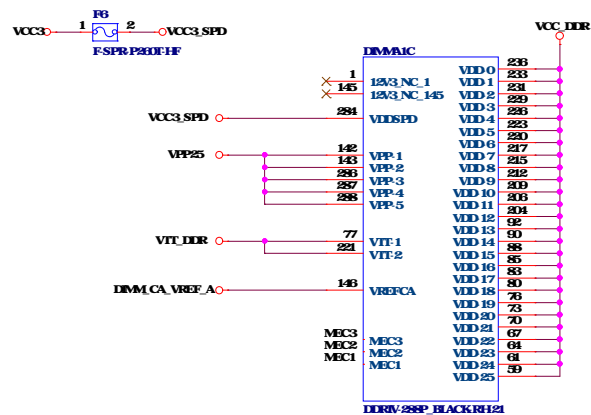 F6
VCC3 1 2 VCC3_SPD
F-SPR-P260T-HF
VCC_DDR
DIMMA1C
1 12V3_NC_1
145 12V3_NC_145
VCC3_SPD 284 VDDSPD
VPP25 142 VPP-1
143 VPP-2
286 VPP-3
287 VPP-4
288 VPP-5
VTT_DDR 77 VTT-1
221 VTT-2
DIMM_CA_VREF_A 146 VREFCA
MEC3 MEC3
MEC2 MEC2
MEC1 MEC1
VDD-0 236
VDD-1 233
VDD-2 231
VDD-3 229
VDD-4 226
VDD-5 223
VDD-6 220
VDD-7 217
VDD-8 215
VDD-9 212
VDD-10 209
VDD-11 206
VDD-12 204
VDD-13 92
VDD-14 90
VDD-15 88
VDD-16 85
VDD-17 83
VDD-18 80
VDD-19 76
VDD-20 73
VDD-21 70
VDD-22 67
VDD-23 64
VDD-24 61
VDD-25 59
DDRIV-288P_BLACK-RH-21